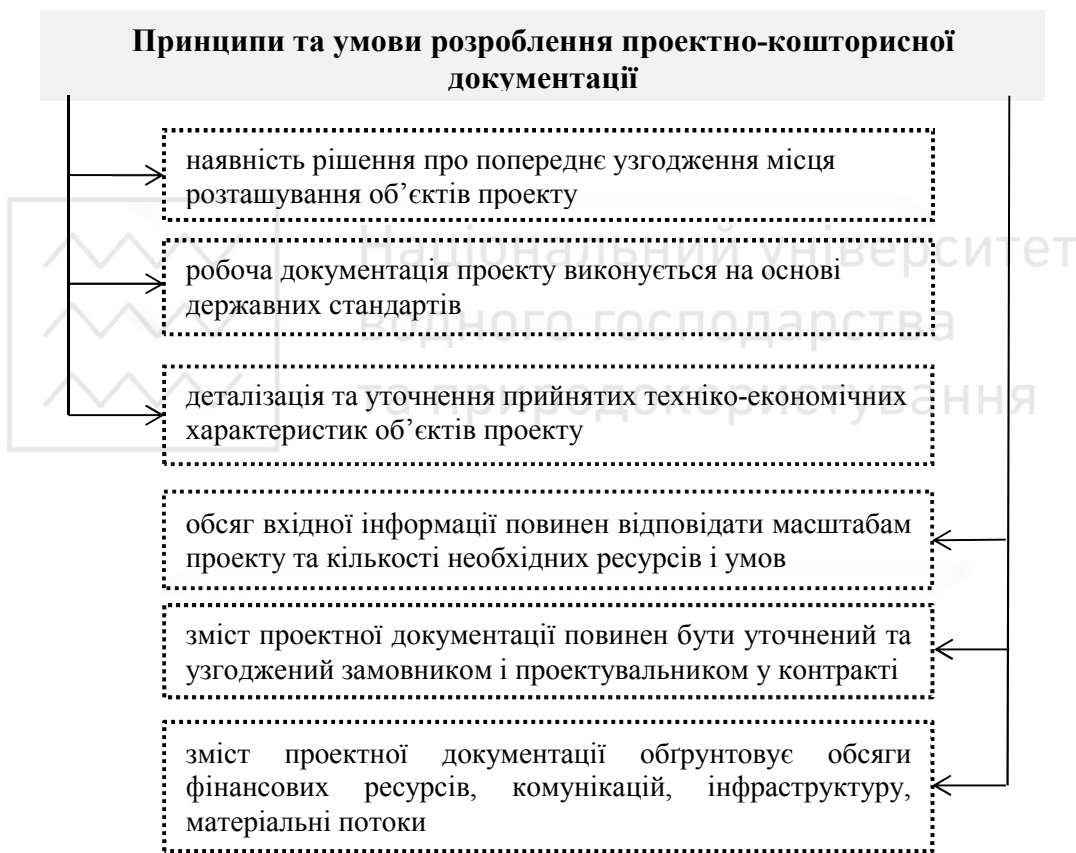 Принципи та умови розроблення проектно-кошторисної
документації
наявність рішення про попереднє узгодження місця
розташування об’єктів проекту
Національний університет
робоча документація проекту виконується на основі
державних стандартів
водного господарства
деталізація та уточнення прийнятих техніко-економічних
та природокористування
характеристик об’єктів проекту
обсяг вхідної інформації повинен відповідати масштабам
проекту та кількості необхідних ресурсів і умов
зміст проектної документації повинен бути уточнений та
узгоджений замовником і проектувальником у контракті
зміст проектної документації обґрунтовує обсяги
фінансових ресурсів, комунікацій, інфраструктуру,
матеріальні потоки